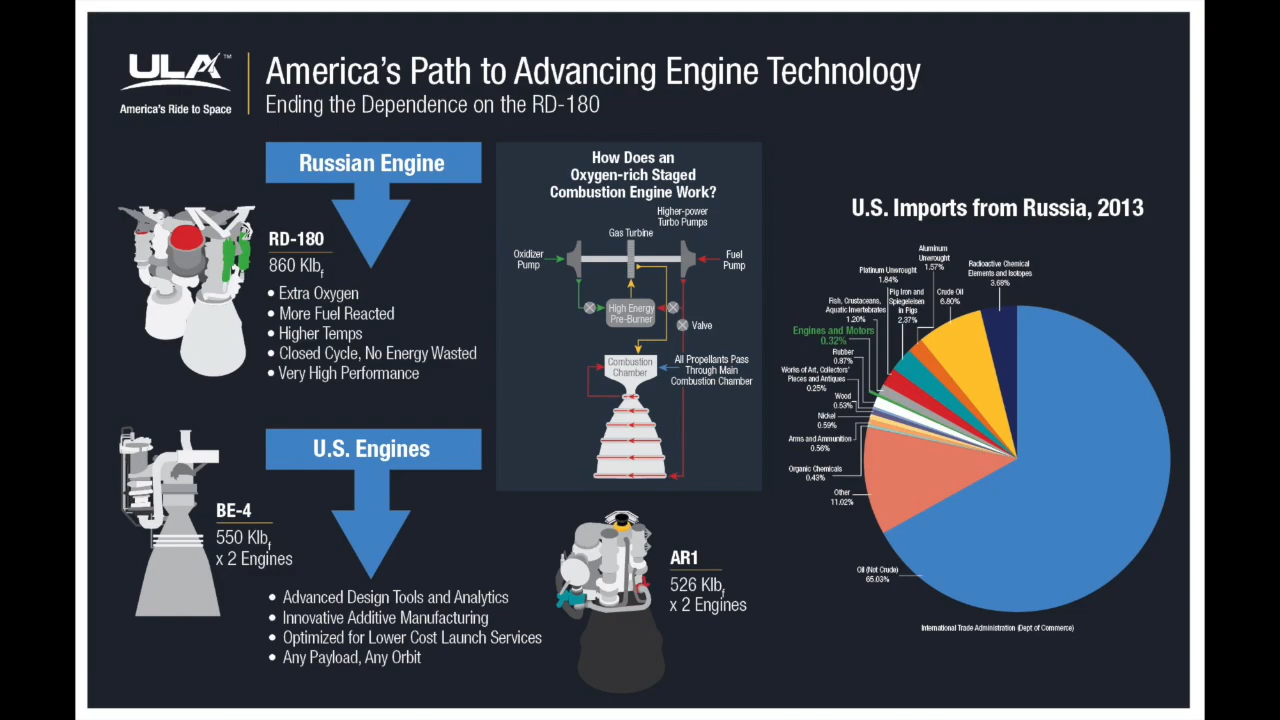 ULA™
America's Ride to Space
America's Path to Advancing Engine Technology
Ending the Dependence on the RD-180
Russian Engine
RD-180
860 Klbf
• Extra Oxygen
• More Fuel Reacted
• Higher Temps
• Closed Cycle, No Energy Wasted
• Very High Performance
U.S. Engines
BE-4
550 Klbf
x 2 Engines
• Advanced Design Tools and Analytics
• Innovative Additive Manufacturing
• Optimized for Lower Cost Launch Services
• Any Payload, Any Orbit
How Does an
Oxygen-rich Staged
Combustion Engine Work?
Higher-power
Turbo Pumps
Gas Turbine
Oxidizer
Pump
Fuel
Pump
High Energy
Pre-Burner
Valve
Combustion
Chamber
All Propellants Pass
Through Main
Combustion Chamber
AR1
526 Klbf
x 2 Engines
U.S. Imports from Russia, 2013
Aluminum
Unwrought
1.57%
Radioactive Chemical
Elements and Isotopes
3.68%
Platinum Unwrought
1.84%
Pig Iron and
Spiegeleisen
in Pigs
2.37%
Crude Oil
6.80%
Fish, Crustaceans,
Aquatic Invertebrates
1.20%
Engines and Motors
0.32%
Rubber
0.87%
Works of Art, Collectors'
Pieces and Antiques
0.25%
Wood
0.53%
Nickel
0.59%
Arms and Ammunition
0.56%
Organic Chemicals
0.43%
Other
11.02%
Oil (Not Crude)
65.03%
International Trade Administration (Dept of Commerce)